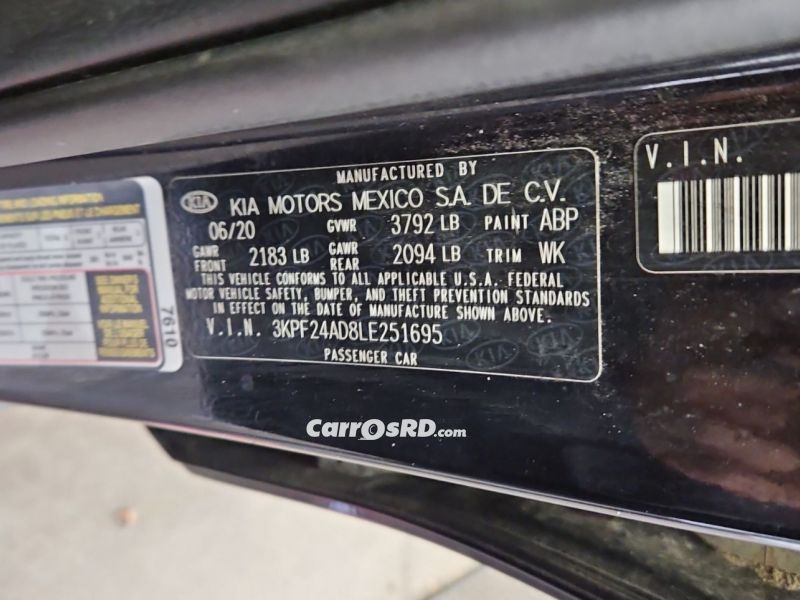 MANUFACTURED BY
KIA KIA MOTORS MEXICO S.A. DE C.V.
06/20 GVWR 3792 LB PAINT ABP
GAWR FRONT 2183 LB GAWR REAR 2094 LB TRIM WK
THIS VEHICLE CONFORMS TO ALL APPLICABLE U.S.A. FEDERAL
MOTOR VEHICLE SAFETY, BUMPER, AND THEFT PREVENTION STANDARDS
IN EFFECT ON THE DATE OF MANUFACTURE SHOWN ABOVE.
V.I.N. 3KPF24AD8LE251695
PASSENGER CAR
V.I.N.
7610
CarrOsRD.com